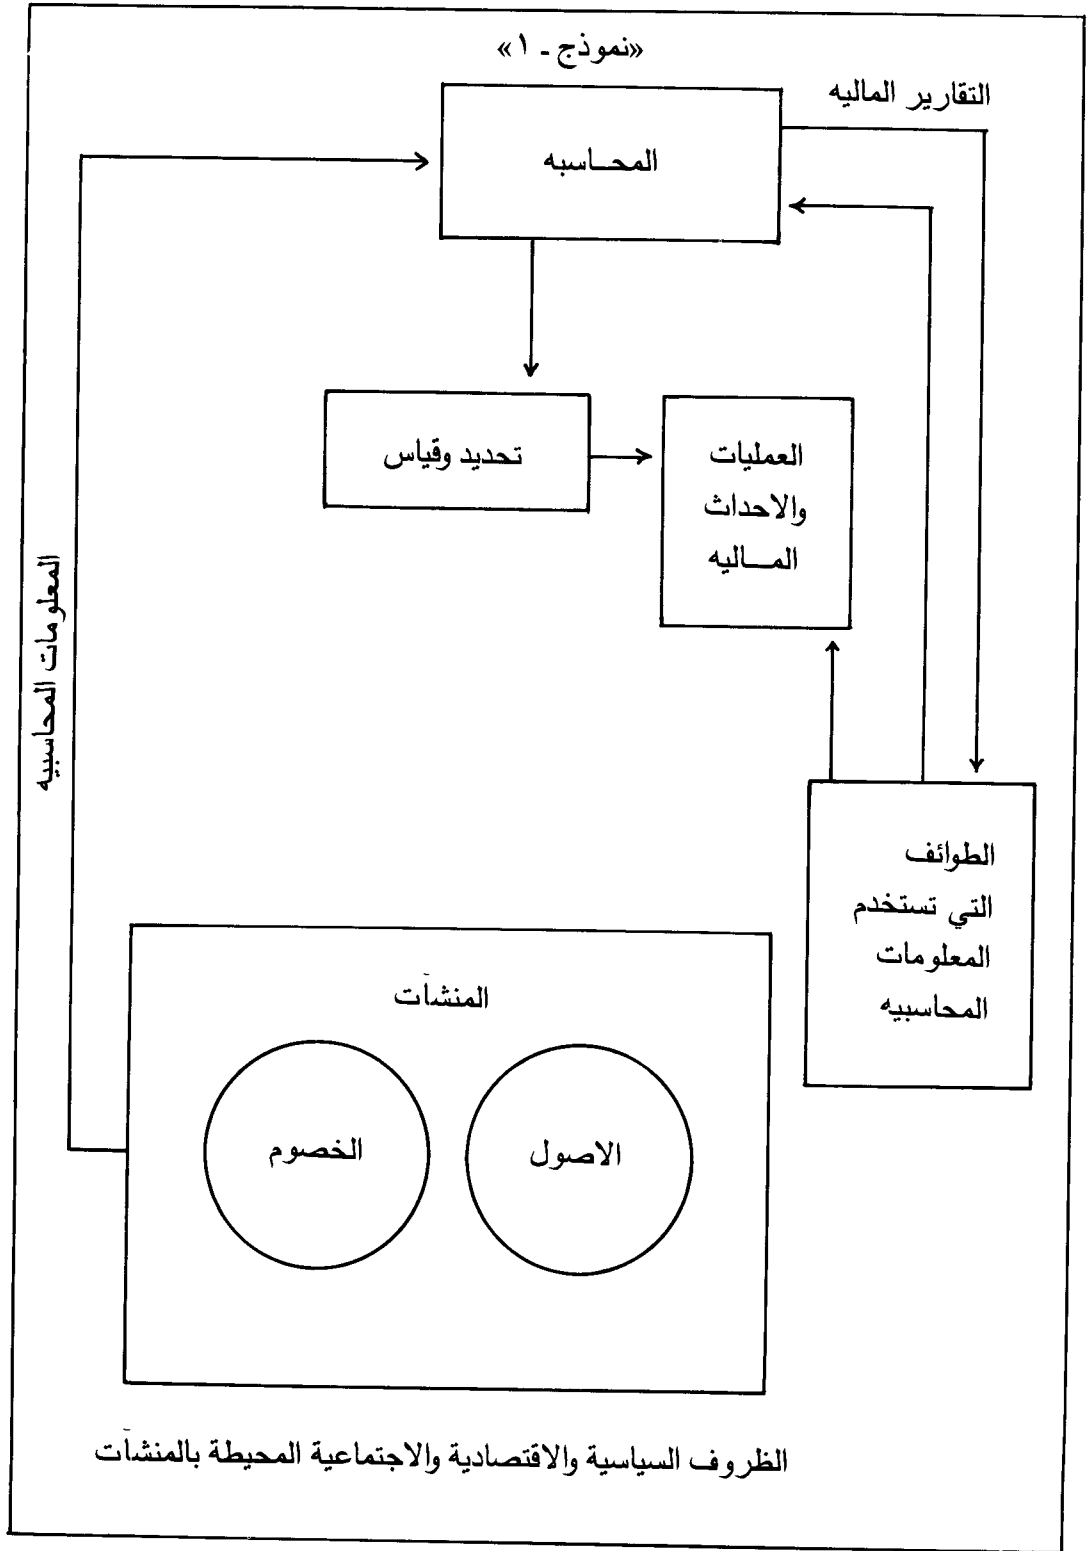 «نموذج ـ ١»
التقارير الماليه
المحـاسبه
تحديد وقياس
العمليات
والاحداث
المـــاليه
المعلومات المحاسبيه
الطوائف
التي تستخدم
المعلومات
المحاسبيه
المنشآت
الاصول
الخصوم
الظروف السياسية والاقتصادية والاجتماعية المحيطة بالمنشآت